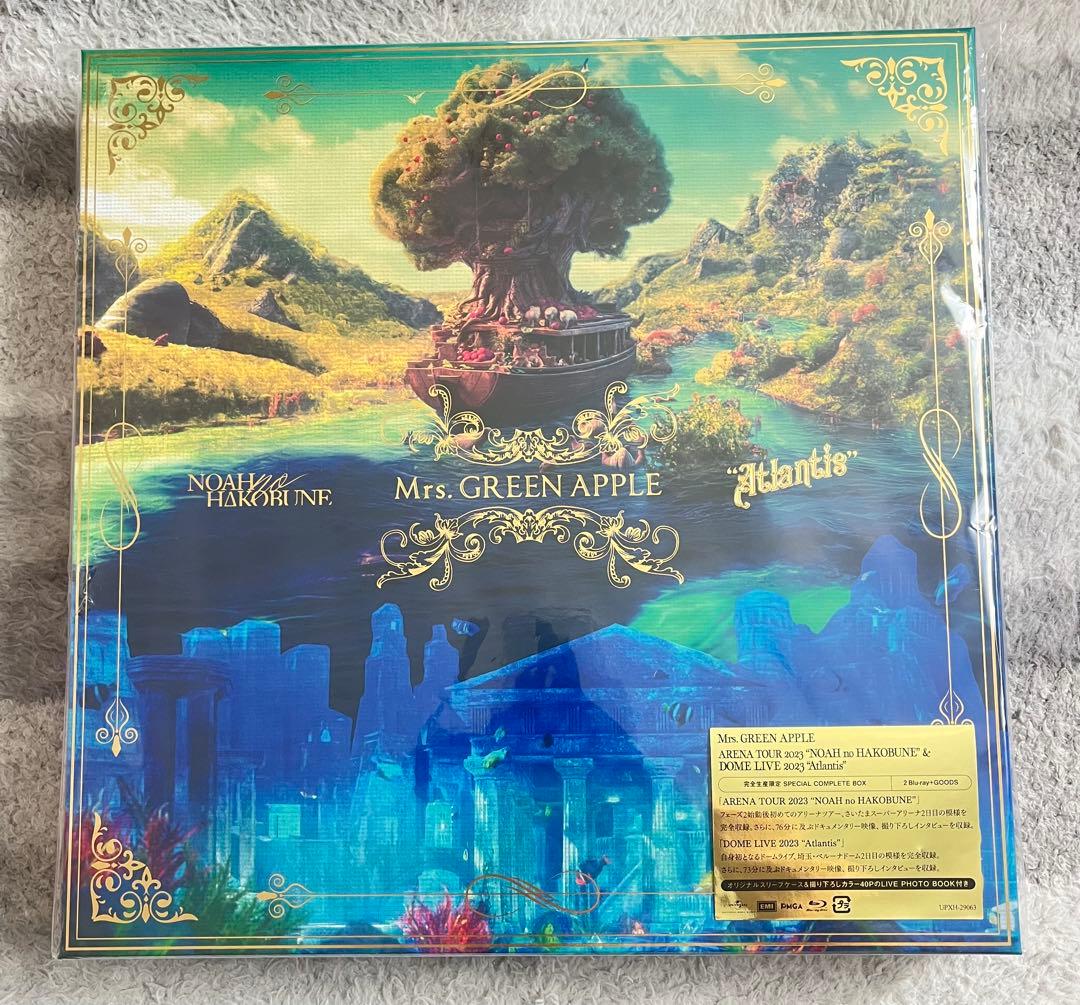 NOAH no
HAKOBUNE
Mrs. GREEN APPLE
"Atlantis"
Mrs. GREEN APPLE
ARENA TOUR 2023 "NOAH no HAKOBUNE" &
DOME LIVE 2023 "Atlantis"
完全生産限定 SPECIAL COMPLETE BOX
2 Blu-ray+GOODS
「ARENA TOUR 2023 "NOAH no HAKOBUNE"」
フェーズ2始動後初めてのアリーナツアー、さいたまスーパーアリーナ2日目の模様を
完全収録。さらに、76分に及ぶドキュメンタリー映像、撮り下ろしインタビューを収録。
「DOME LIVE 2023 "Atlantis"」
自身初となるドームライブ、埼玉・ベルーナドーム2日目の模様を完全収録。
さらに、73分に及ぶドキュメンタリー映像、撮り下ろしインタビューを収録。
オリジナルスリーブケース&撮り下ろしカラー40PのLIVE PHOTO BOOK付き
EMI PMGA Blu-ray Disc
UPXH-29063